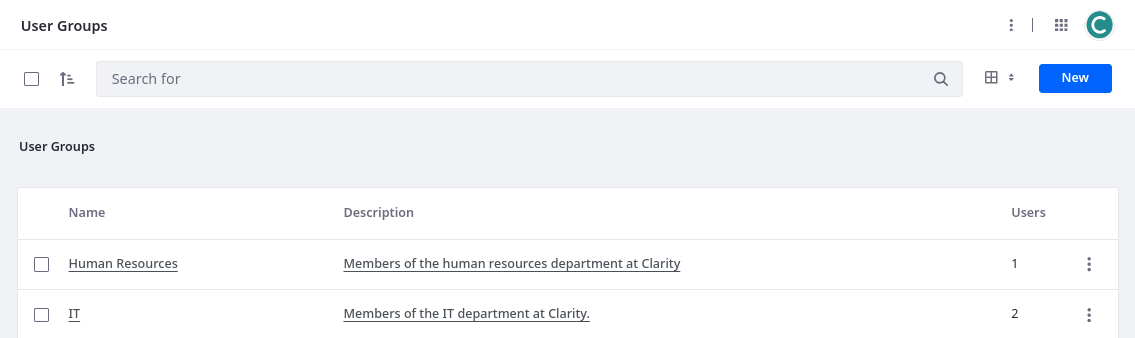 User Groups
C
Search for
New
User Groups
Name Description Users
Human Resources Members of the human resources department at Clarity 1
IT Members of the IT department at Clarity. 2